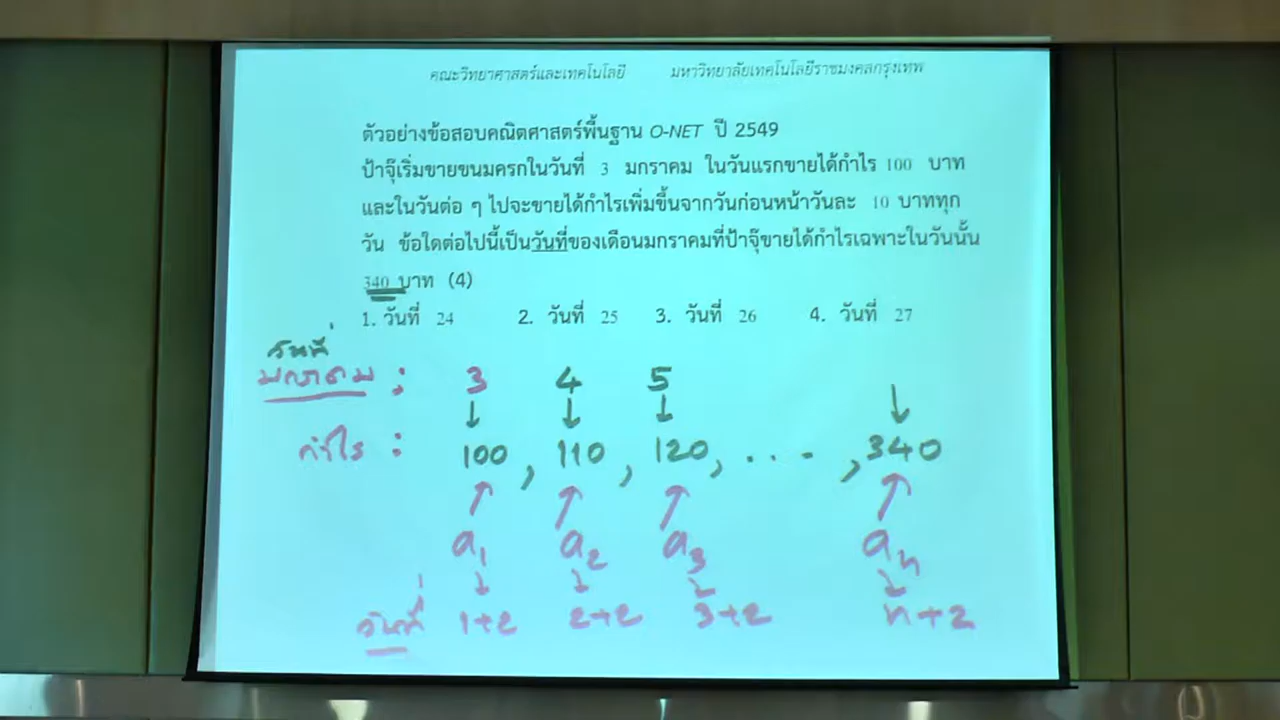 คณะวิทยาศาสตร์และเทคโนโลยี มหาวิทยาลัยเทคโนโลยีราชมงคลกรุงเทพ
ตัวอย่างข้อสอบคณิตศาสตร์พื้นฐาน O-NET ปี 2549
ป้าจุ๊เริ่มขายขนมครกในวันที่ 3 มกราคม ในวันแรกขายได้กำไร 100 บาท
และในวันต่อ ๆ ไปจะขายได้กำไรเพิ่มขึ้นจากวันก่อนหน้าวันละ 10 บาททุก
วัน ข้อใดต่อไปนี้เป็นวันที่ของเดือนมกราคมที่ป้าจุ๊ขายได้กำไรเฉพาะในวันนั้น
340 บาท (4)
1. วันที่ 24 2. วันที่ 25 3. วันที่ 26 4. วันที่ 27
วันที่
มกราคม : 3 4 5
↓ ↓ ↓ ↓
กำไร : 100 , 110 , 120 , . . . , 340
↑ ↑ ↑ ↑
a1 a2 a3 an
↓ ↓ ↓ ↓
วันที่ 1+2 2+2 3+2 n+2